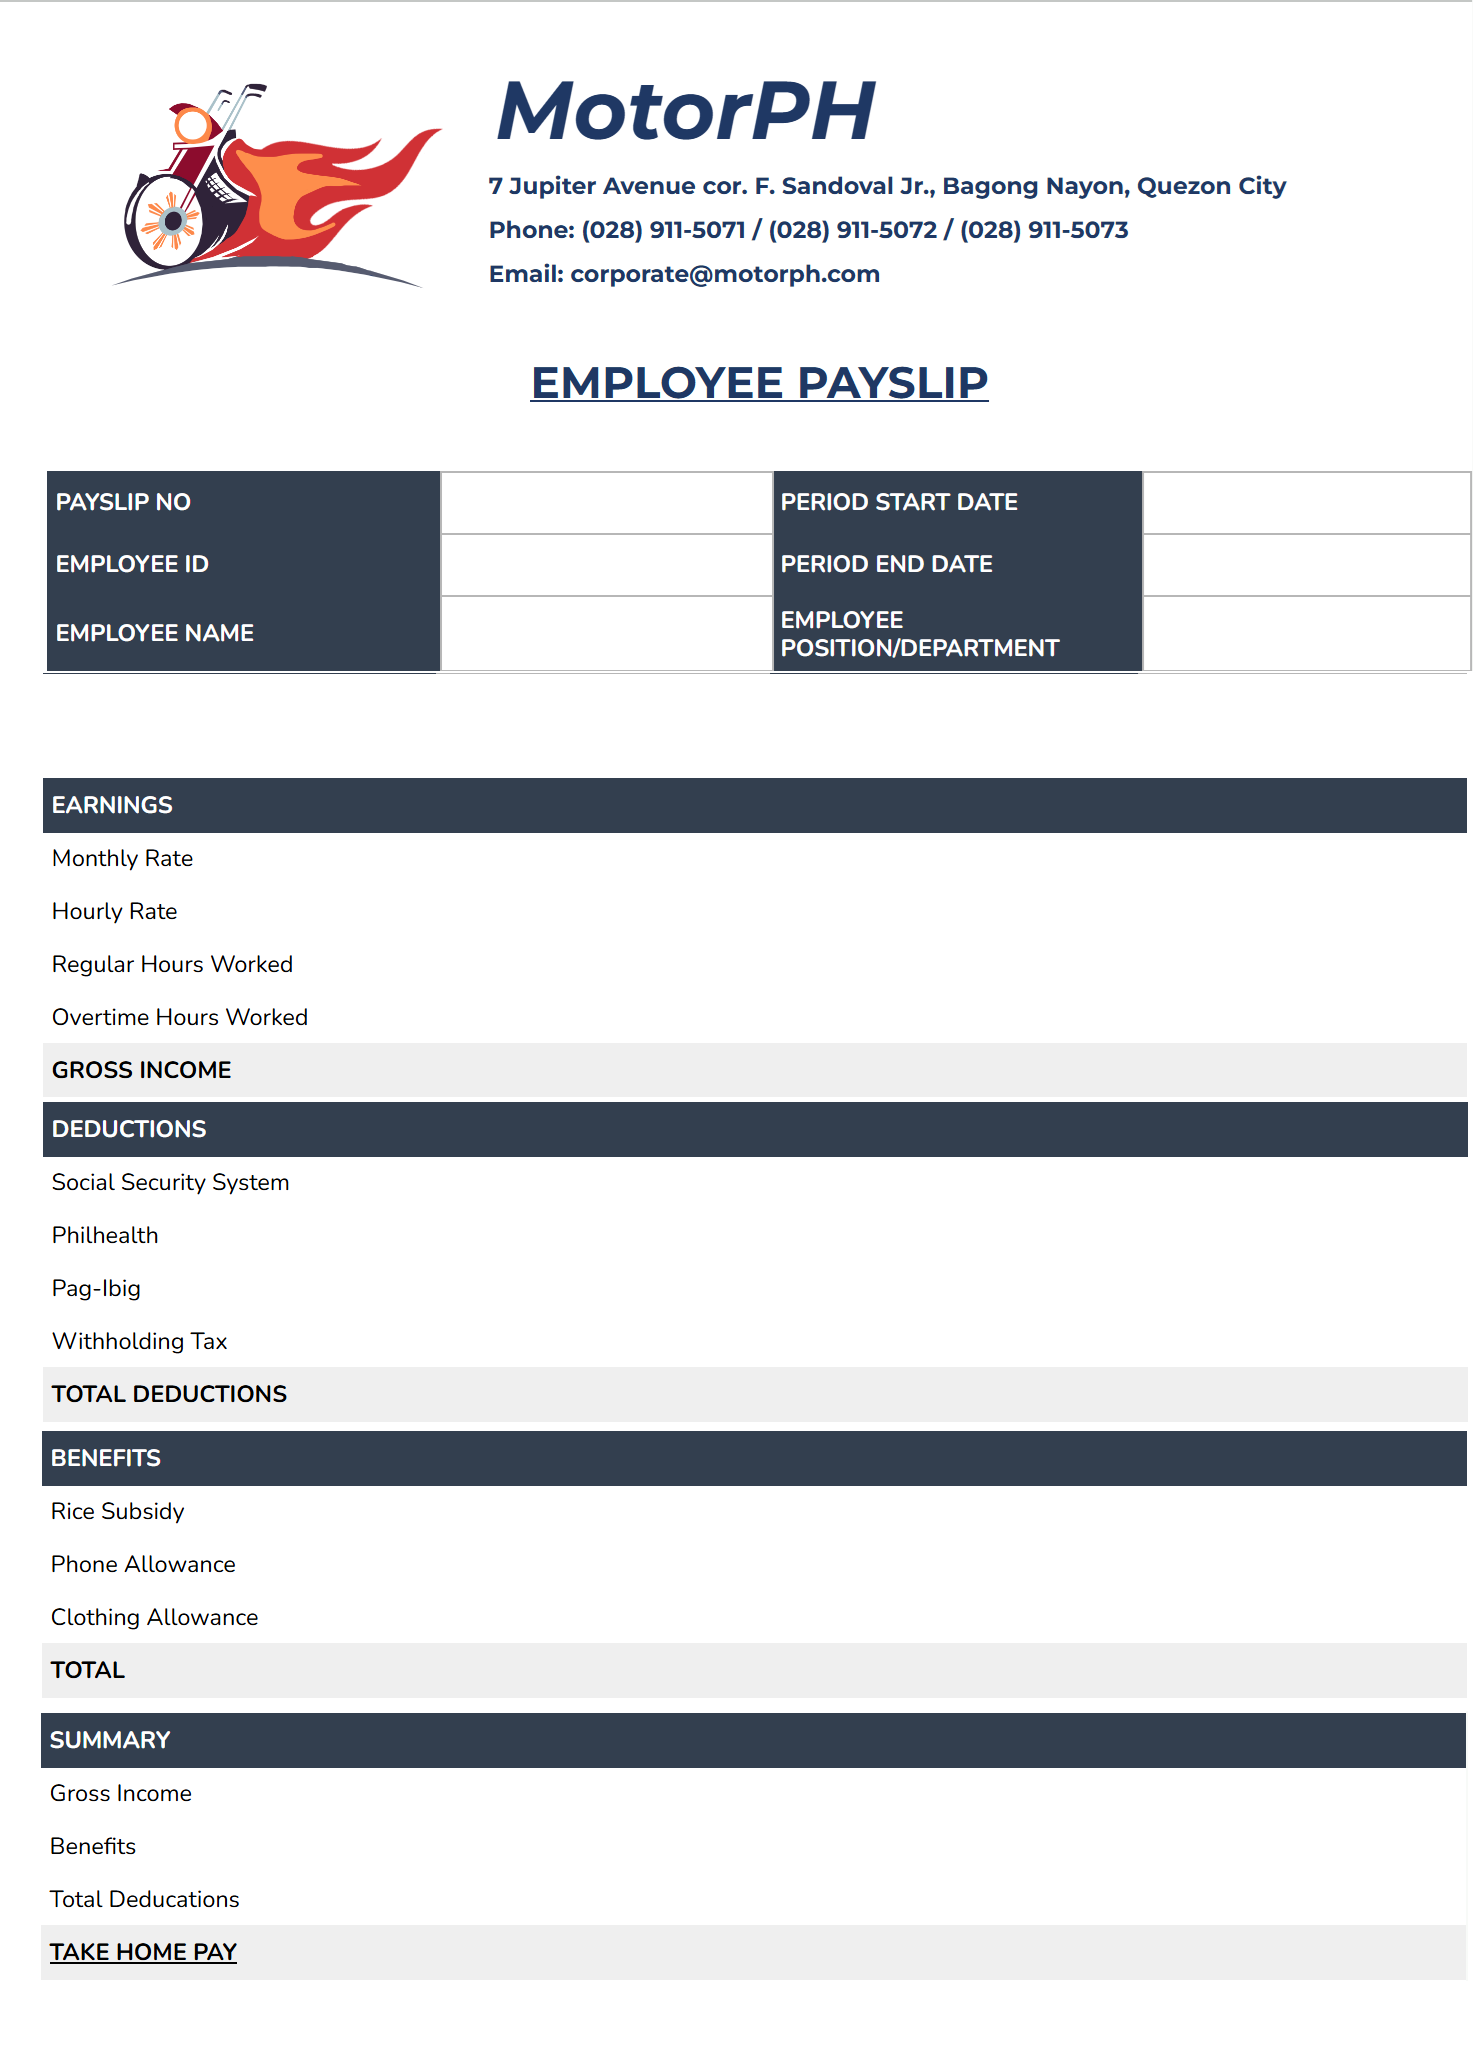 MotorPH
7 Jupiter Avenue cor. F. Sandoval Jr., Bagong Nayon, Quezon City
Phone: (028) 911-5071 / (028) 911-5072 / (028) 911-5073
Email: corporate@motorph.com
EMPLOYEE PAYSLIP
PAYSLIP NO
PERIOD START DATE
EMPLOYEE ID
PERIOD END DATE
EMPLOYEE NAME
EMPLOYEE
POSITION/DEPARTMENT
EARNINGS
Monthly Rate
Hourly Rate
Regular Hours Worked
Overtime Hours Worked
GROSS INCOME
DEDUCTIONS
Social Security System
Philhealth
Pag-Ibig
Withholding Tax
TOTAL DEDUCTIONS
BENEFITS
Rice Subsidy
Phone Allowance
Clothing Allowance
TOTAL
SUMMARY
Gross Income
Benefits
Total Deducations
TAKE HOME PAY